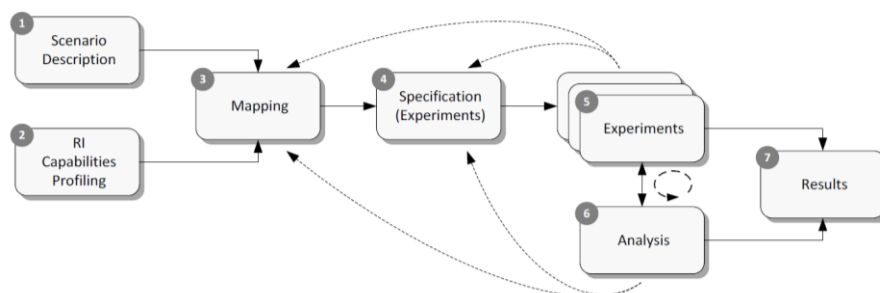 1
Scenario
Description
2
RI
Capabilities
Profiling
3
Mapping
4
Specification
(Experiments)
5
Experiments
6
Analysis
7
Results